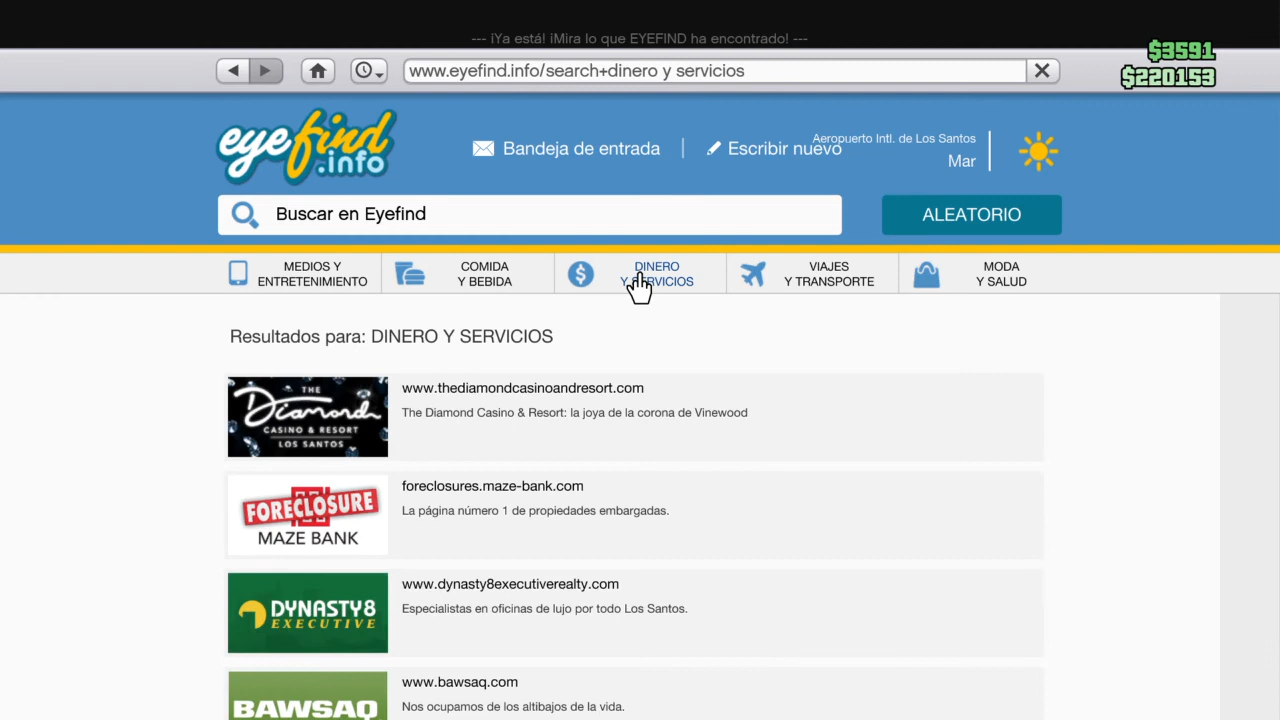 --- ¡Ya está! ¡Mira lo que EYEFIND ha encontrado! ---
$3591
www.eyefind.info/search+dinero y servicios
$220153
eyefind
.info
Bandeja de entrada
Escribir nuevo
Aeropuerto Intl. de Los Santos
Mar
Buscar en Eyefind
ALEATORIO
MEDIOS Y
ENTRETENIMIENTO
COMIDA
Y BEBIDA
DINERO
Y SERVICIOS
VIAJES
Y TRANSPORTE
MODA
Y SALUD
Resultados para: DINERO Y SERVICIOS
THE
Diamond
CASINO & RESORT
LOS SANTOS
www.thediamondcasinoandresort.com
The Diamond Casino & Resort: la joya de la corona de Vinewood
FORECLOSURE
MAZE BANK
foreclosures.maze-bank.com
La página número 1 de propiedades embargadas.
DYNASTY8
EXECUTIVE
www.dynasty8executiverealty.com
Especialistas en oficinas de lujo por todo Los Santos.
BAWSAQ
www.bawsaq.com
Nos ocupamos de los altibajos de la vida.